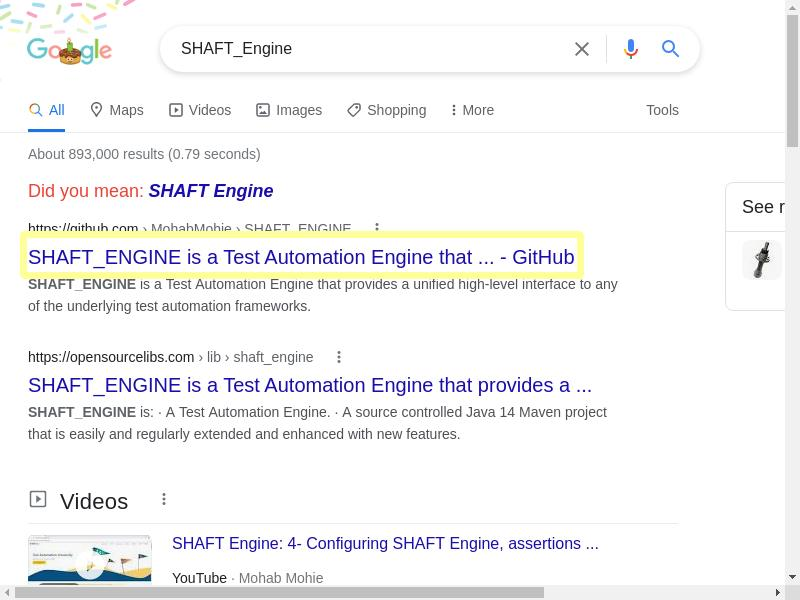 Google
SHAFT_Engine
All Maps Videos Images Shopping More Tools
About 893,000 results (0.79 seconds)
Did you mean: SHAFT Engine
See r
https://github.com › MohabMohie › SHAFT_ENGINE
SHAFT_ENGINE is a Test Automation Engine that ... - GitHub
SHAFT_ENGINE is a Test Automation Engine that provides a unified high-level interface to any
of the underlying test automation frameworks.
https://opensourcelibs.com › lib › shaft_engine
SHAFT_ENGINE is a Test Automation Engine that provides a ...
SHAFT_ENGINE is: · A Test Automation Engine. · A source controlled Java 14 Maven project
that is easily and regularly extended and enhanced with new features.
Videos
SHAFT Engine: 4- Configuring SHAFT Engine, assertions ...
YouTube · Mohab Mohie